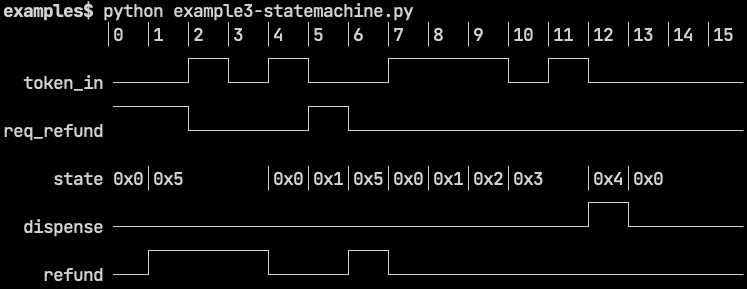 examples$ python example3-statemachine.py
|0 |1 |2 |3 |4 |5 |6 |7 |8 |9 |10 |11 |12 |13 |14 |15
token_in
req_refund
state 0x0|0x5 |0x0|0x1|0x5|0x0|0x1|0x2|0x3 |0x4|0x0
dispense
refund